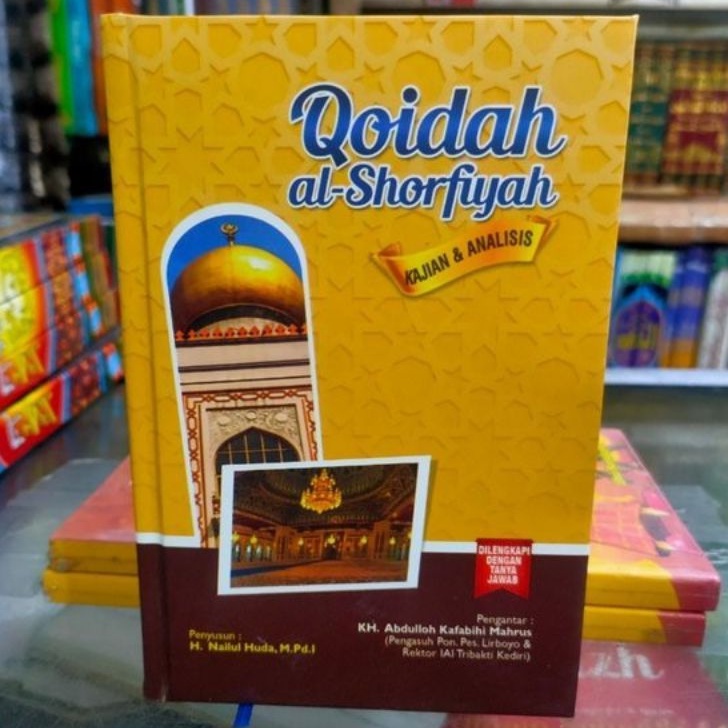 Qoidah
al-Shorfiyah
KAJIAN & ANALISIS
DILENGKAPI
DENGAN
TANYA
JAWAB
Pengantar :
KH. Abdulloh Kafabihi Mahrus
(Pengasuh Pon. Pes. Lirboyo &
Rektor IAI Tribakti Kediri)
Penyusun :
H. Nailul Huda, M.Pd.I